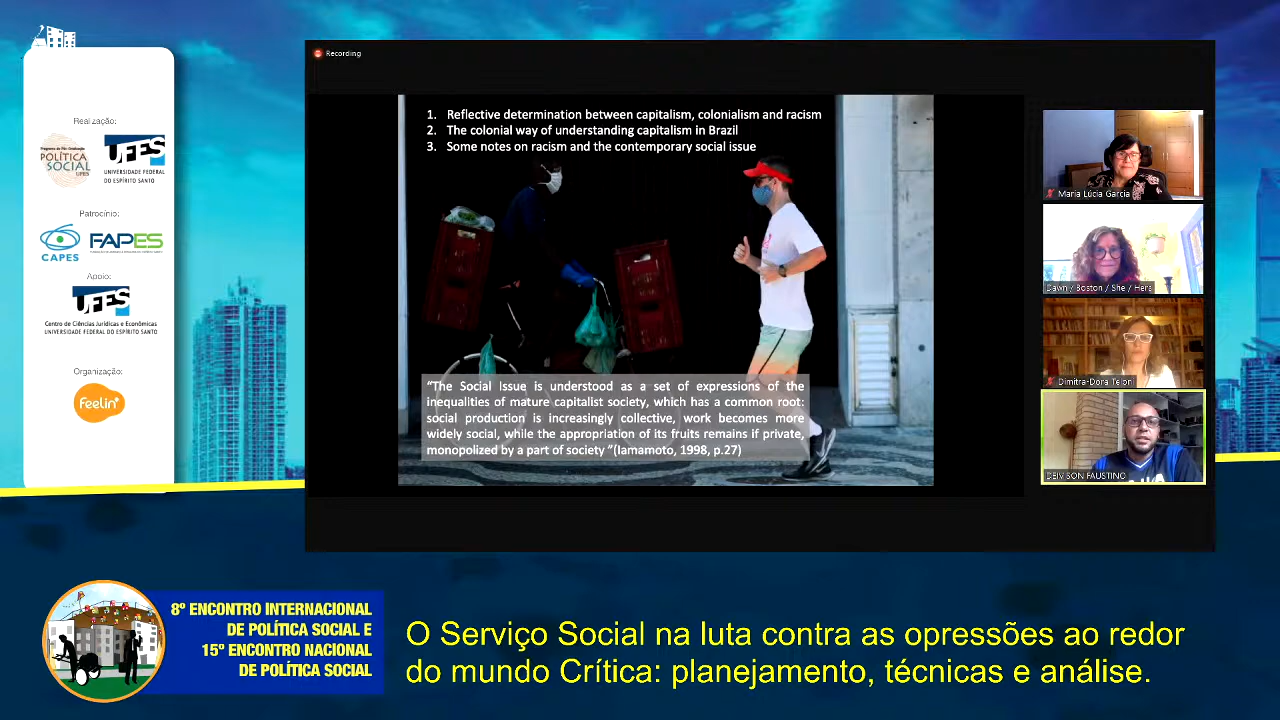 Realização:
Programa de Pós-Graduação
POLÍTICA
SOCIAL
UFES
UFES
UNIVERSIDADE FEDERAL
DO ESPÍRITO SANTO
Patrocínio:
CAPES
FAPES
Apoio:
UFES
Centro de Ciências Jurídicas e Econômicas
UNIVERSIDADE FEDERAL DO ESPÍRITO SANTO
Organização:
Feelin
Recording
1. Reflective determination between capitalism, colonialism and racism
2. The colonial way of understanding capitalism in Brazil
3. Some notes on racism and the contemporary social issue
“The Social Issue is understood as a set of expressions of the
inequalities of mature capitalist society, which has a common root:
social production is increasingly collective, work becomes more
widely social, while the appropriation of its fruits remains if private,
monopolized by a part of society ”(Iamamoto, 1998, p.27)
Maria Lúcia Garcia
Dawn / Boston / She / Hers
Dimitra-Dora Teloni
DEIVISON FAUSTINO
8º ENCONTRO INTERNACIONAL
DE POLÍTICA SOCIAL E
15º ENCONTRO NACIONAL
DE POLÍTICA SOCIAL
O Serviço Social na luta contra as opressões ao redor
do mundo Crítica: planejamento, técnicas e análise.